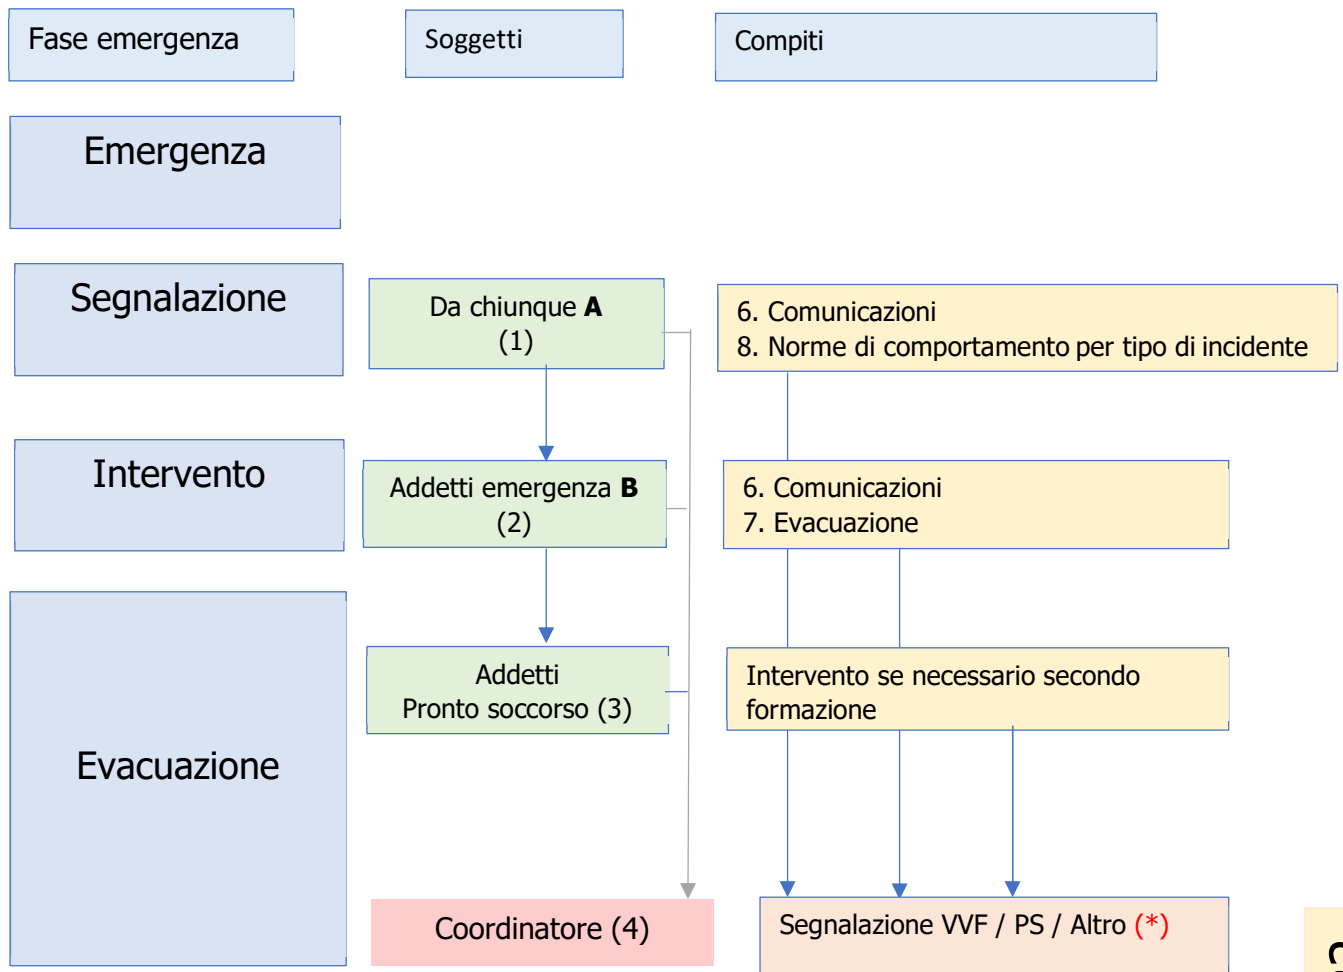 Fase emergenza
Soggetti
Compiti
Emergenza
Segnalazione
Da chiunque A
(1)
6. Comunicazioni
8. Norme di comportamento per tipo di incidente
Intervento
Addetti emergenza B
(2)
6. Comunicazioni
7. Evacuazione
Evacuazione
Addetti
Pronto soccorso (3)
Intervento se necessario secondo
formazione
Coordinatore (4)
Segnalazione VVF / PS / Altro (*)